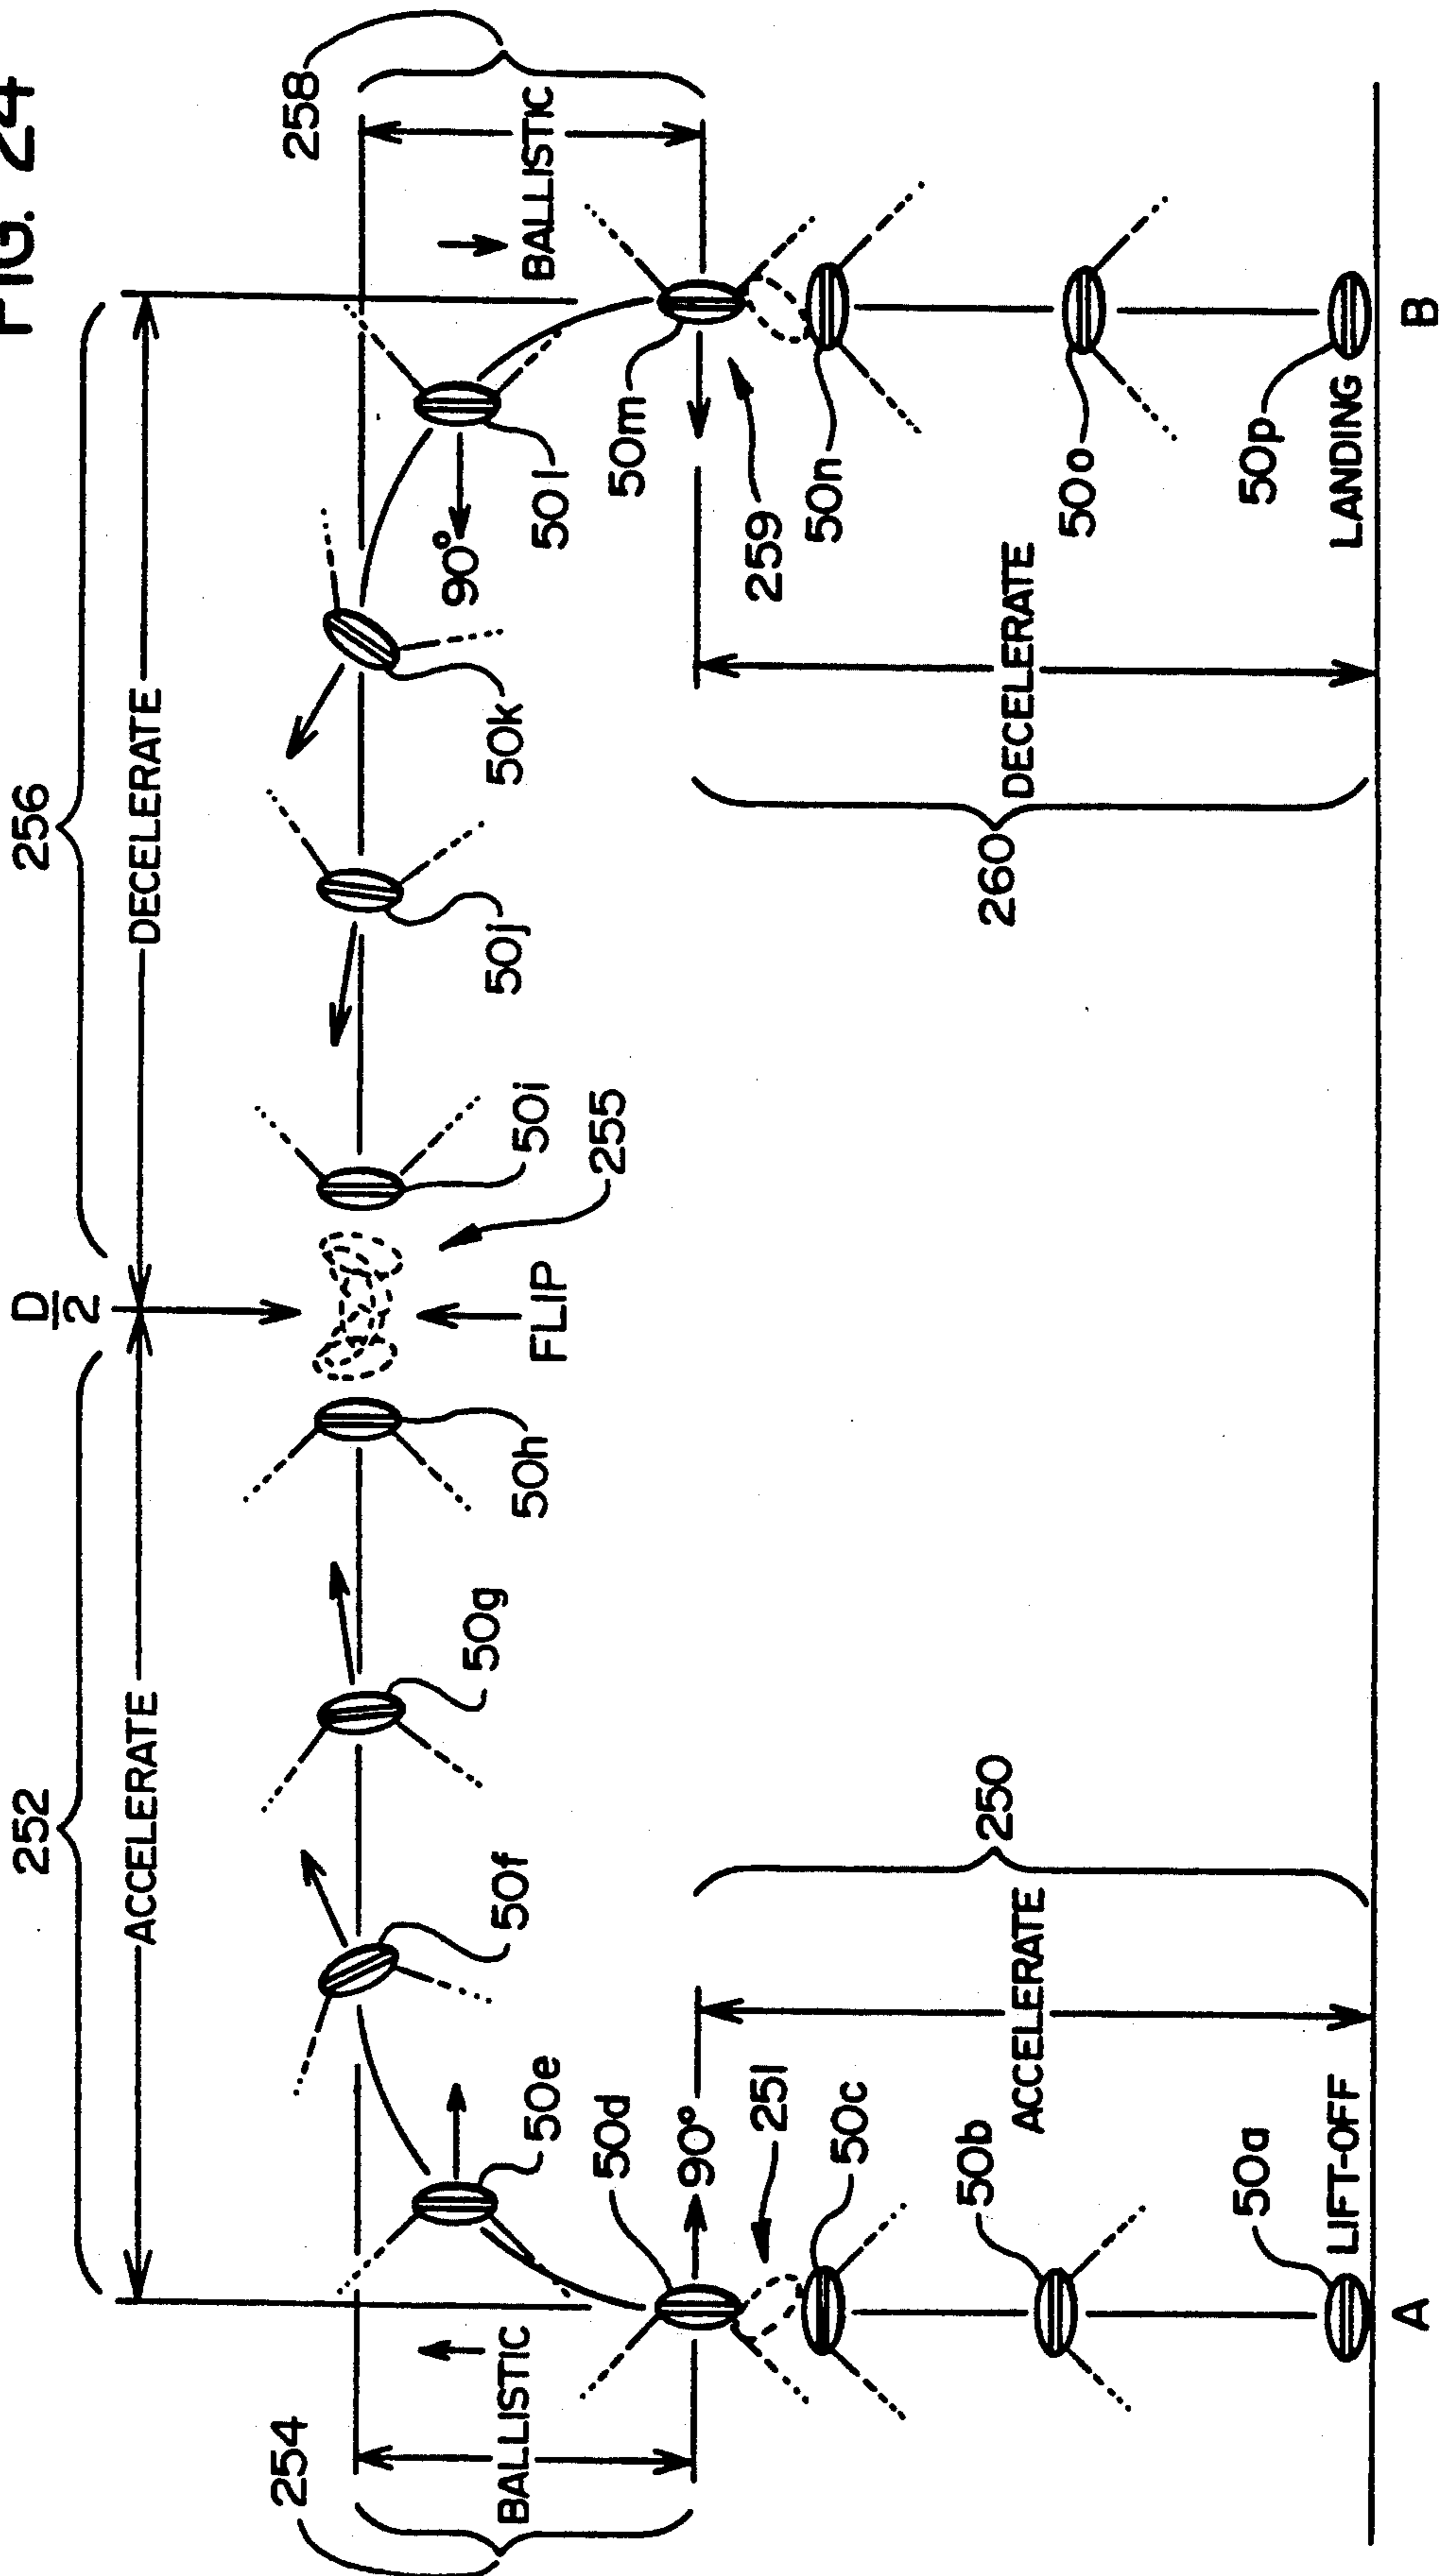 FIG. 24
252
D
2
256
ACCELERATE
DECELERATE
254
BALLISTIC
258
BALLISTIC
50e
50f
50g
50h
FLIP
255
50i
50j
50k
90°
50l
50d
90°
251
50c
50b
50a
LIFT-OFF
A
ACCELERATE
250
50m
259
50n
50o
50p
LANDING
B
DECELERATE
260